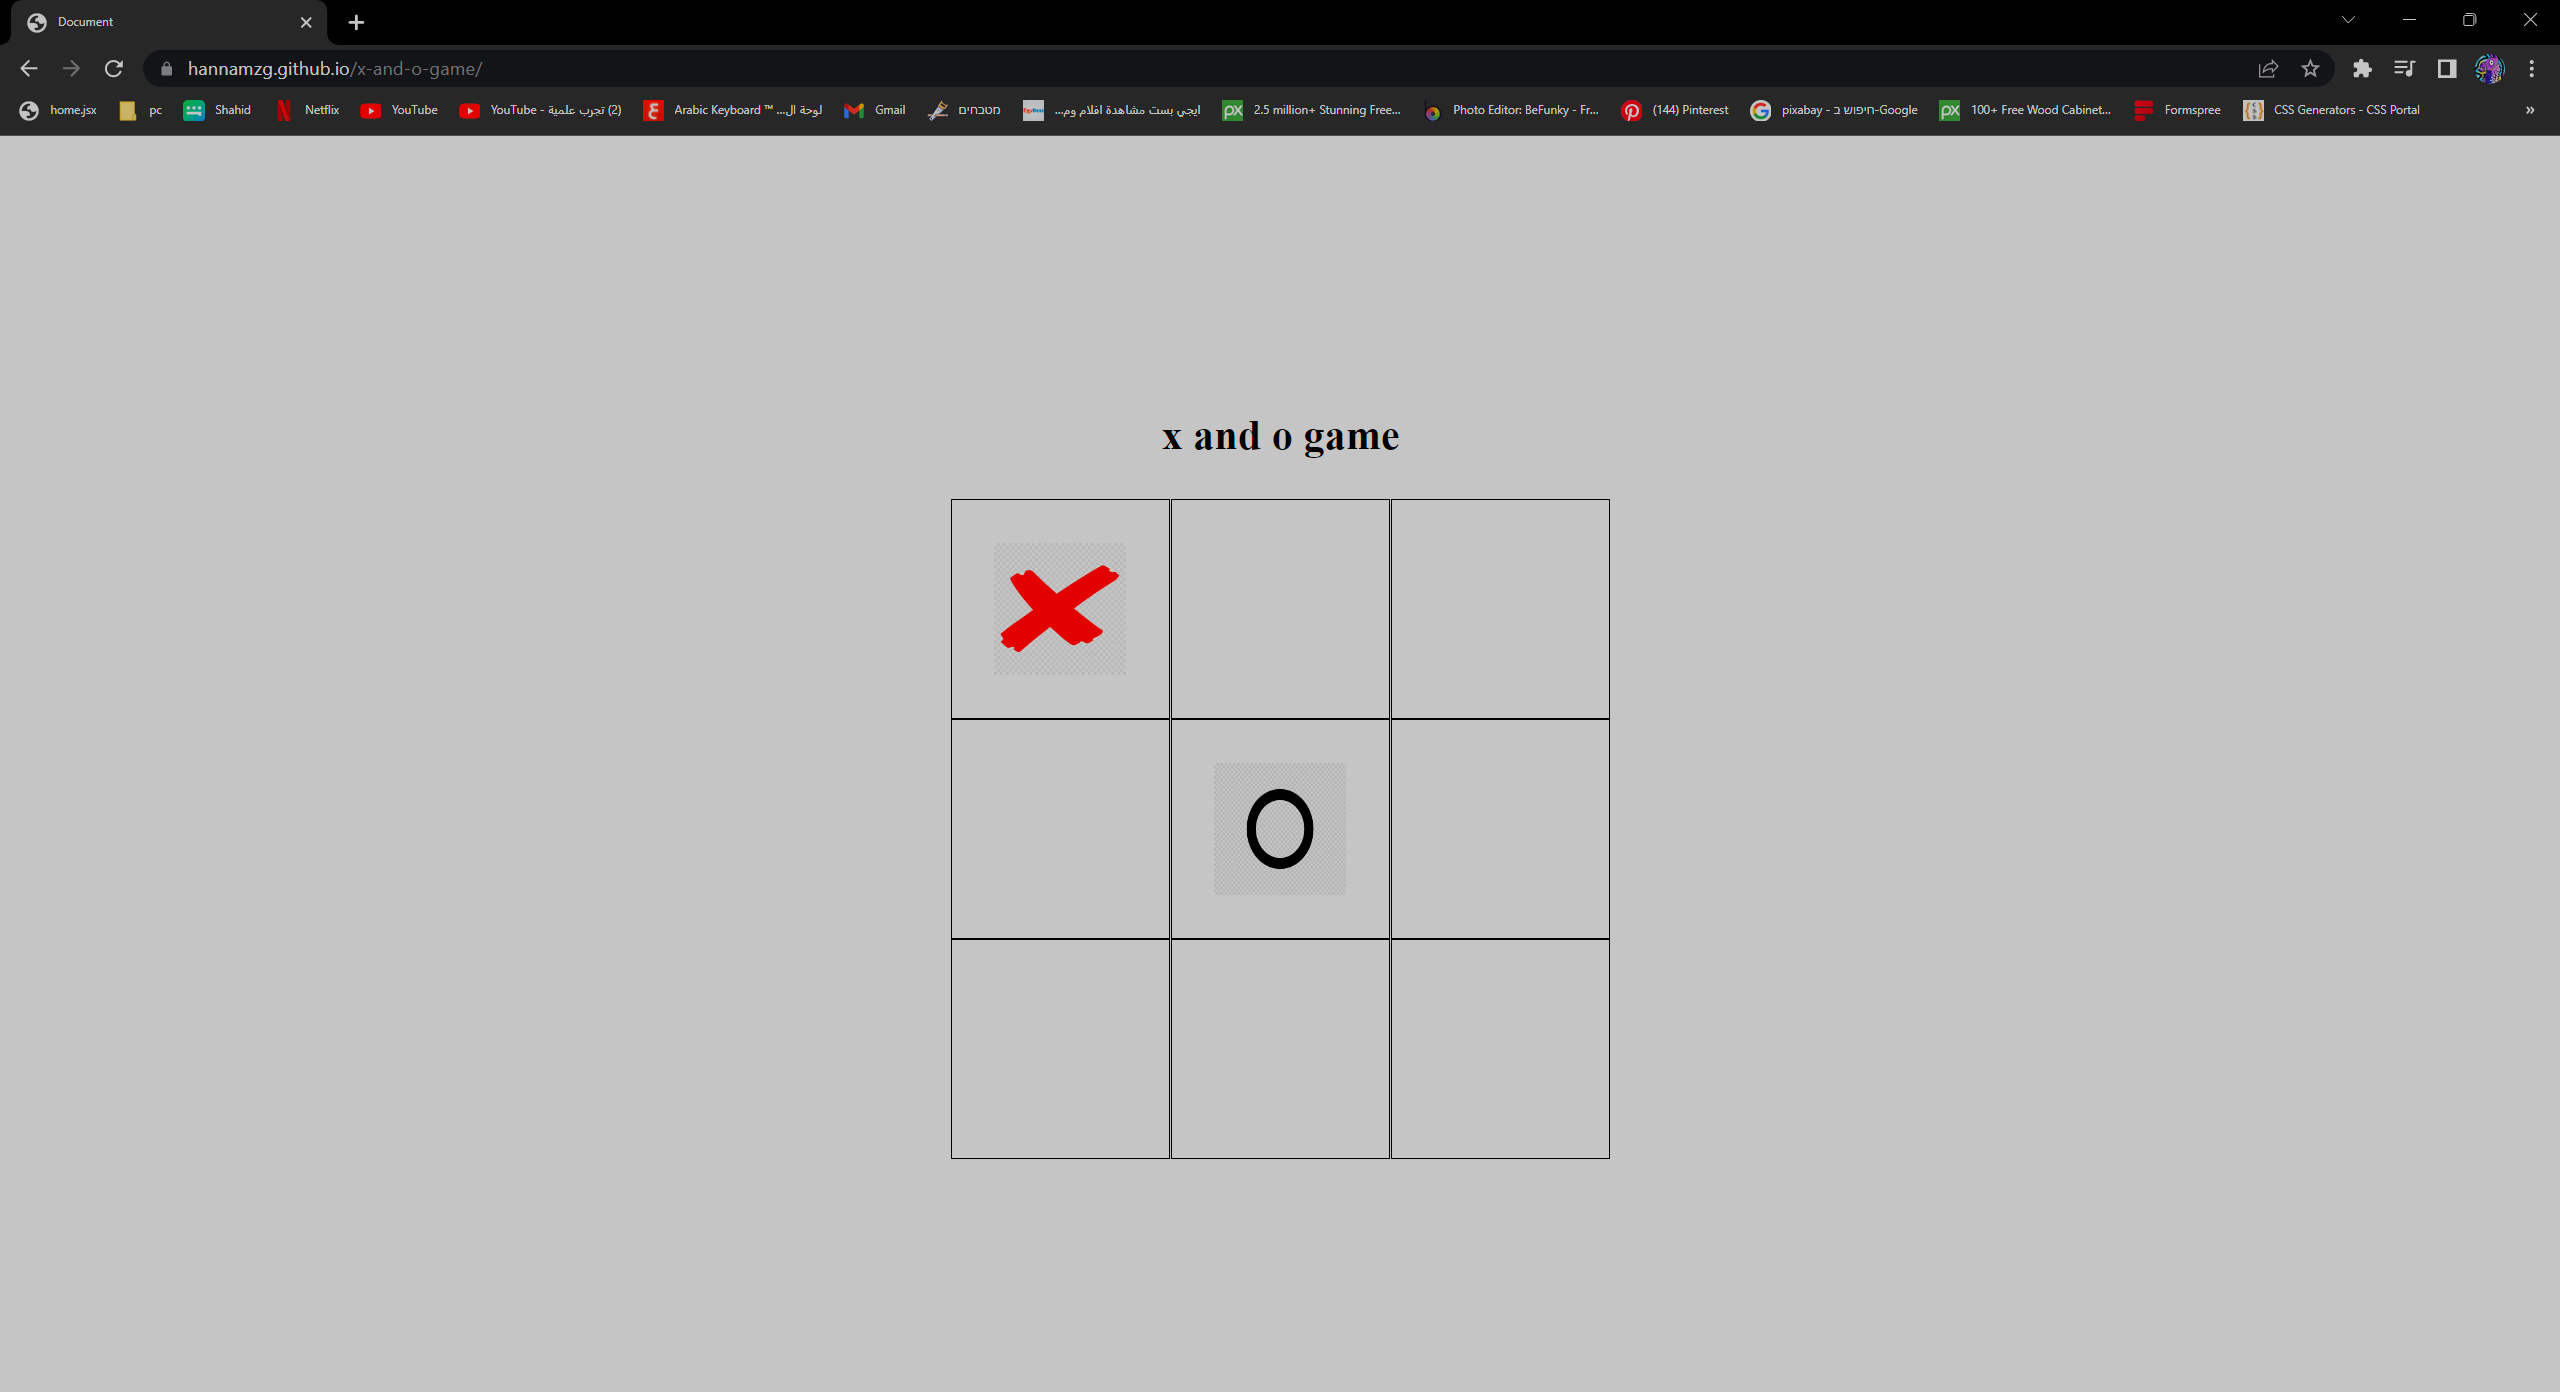 Document
hannamzg.github.io/x-and-o-game/
home.jsx pc Shahid Netflix YouTube YouTube - تجرب علمية (2) Arabic Keyboard ™ ...لوحة ال Gmail מטבחים ...ايجي بست مشاهدة افلام وم 2.5 million+ Stunning Free... Photo Editor: BeFunky - Fr... (144) Pinterest pixabay - חיפוש ב-Google 100+ Free Wood Cabinet... Formspree CSS Generators - CSS Portal »
x and o game
X
O